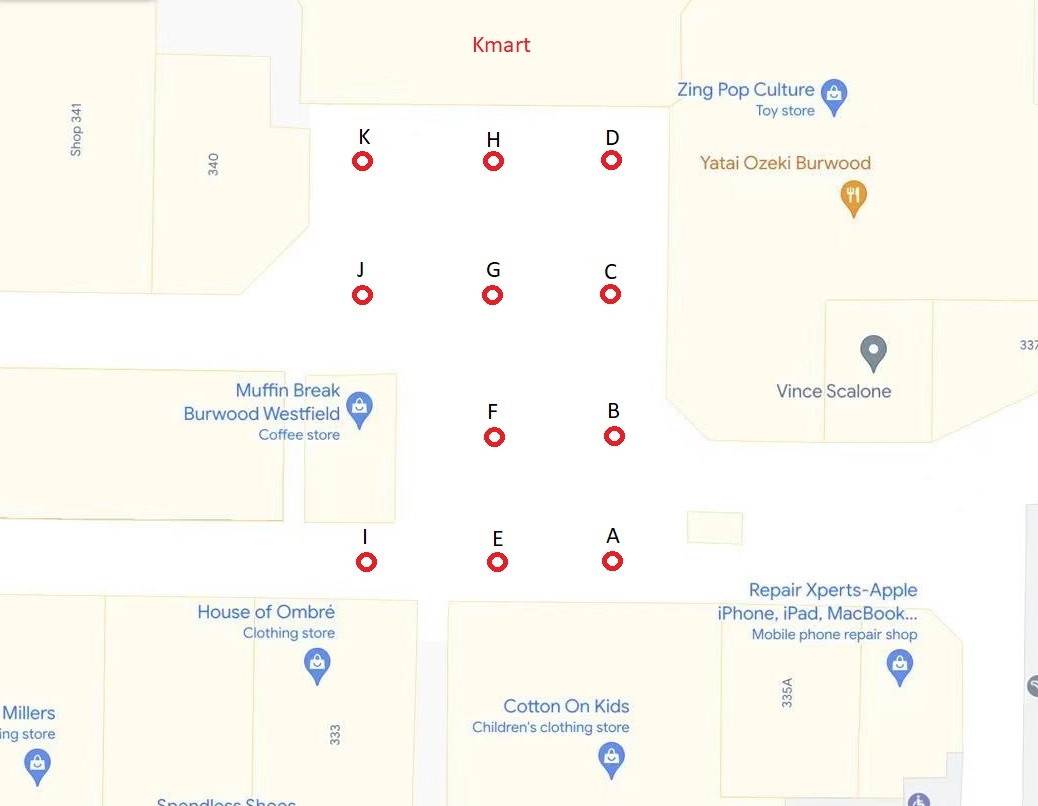 Kmart
Zing Pop Culture
Toy store
Shop 341
340
K
H
D
Yatai Ozeki Burwood
J
G
C
337
Muffin Break
Burwood Westfield
Coffee store
Vince Scalone
F
B
I
E
A
House of Ombré
Clothing store
Repair Xperts-Apple
iPhone, iPad, MacBook...
Mobile phone repair shop
Millers
ing store
333
Cotton On Kids
Children's clothing store
335A
Spendless Shoes